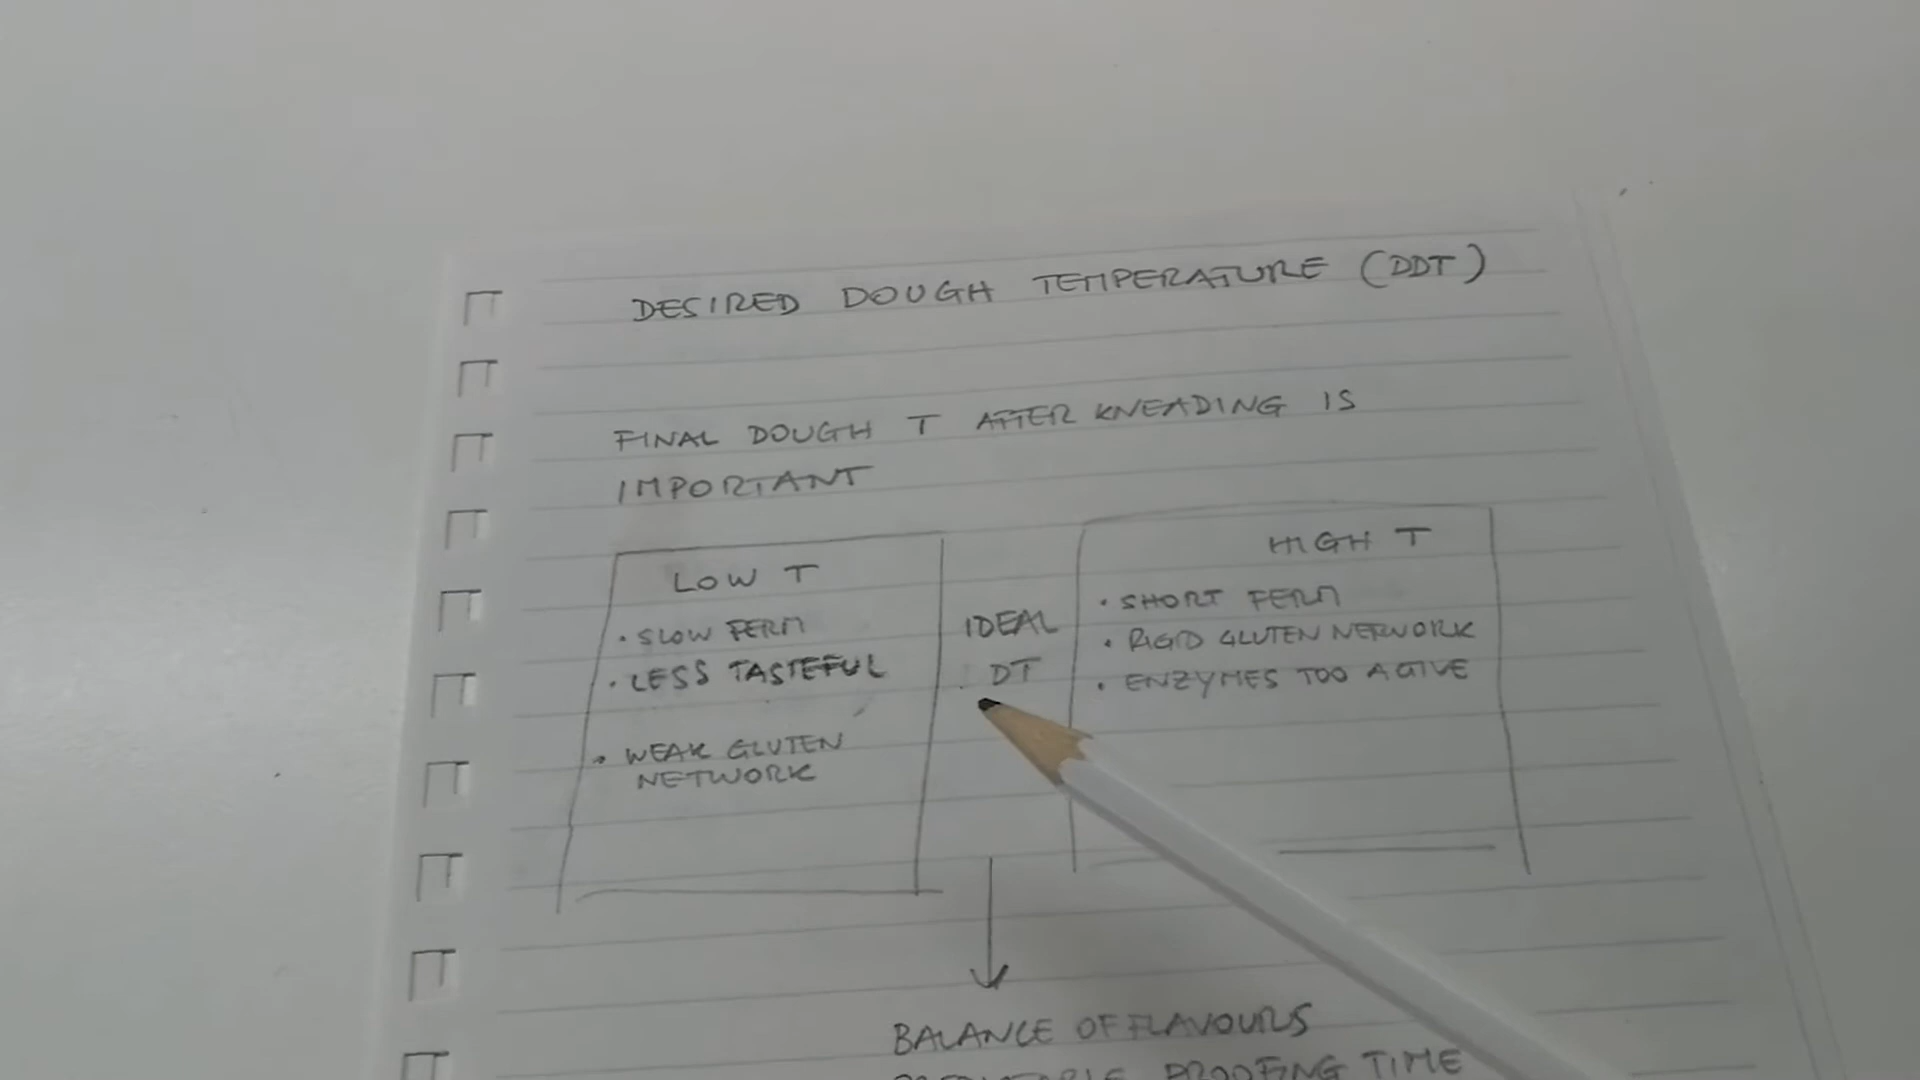 DESIRED DOUGH TEMPERATURE (DDT)
FINAL DOUGH T AFTER KNEADING IS
IMPORTANT
LOW T
• SLOW FERM
• LESS TASTEFUL
• WEAK GLUTEN
NETWORK
IDEAL
DT
HIGH T
• SHORT FERM
• RIGID GLUTEN NETWORK
• ENZYMES TOO ACTIVE
BALANCE OF FLAVOURS
PROOFING TIME